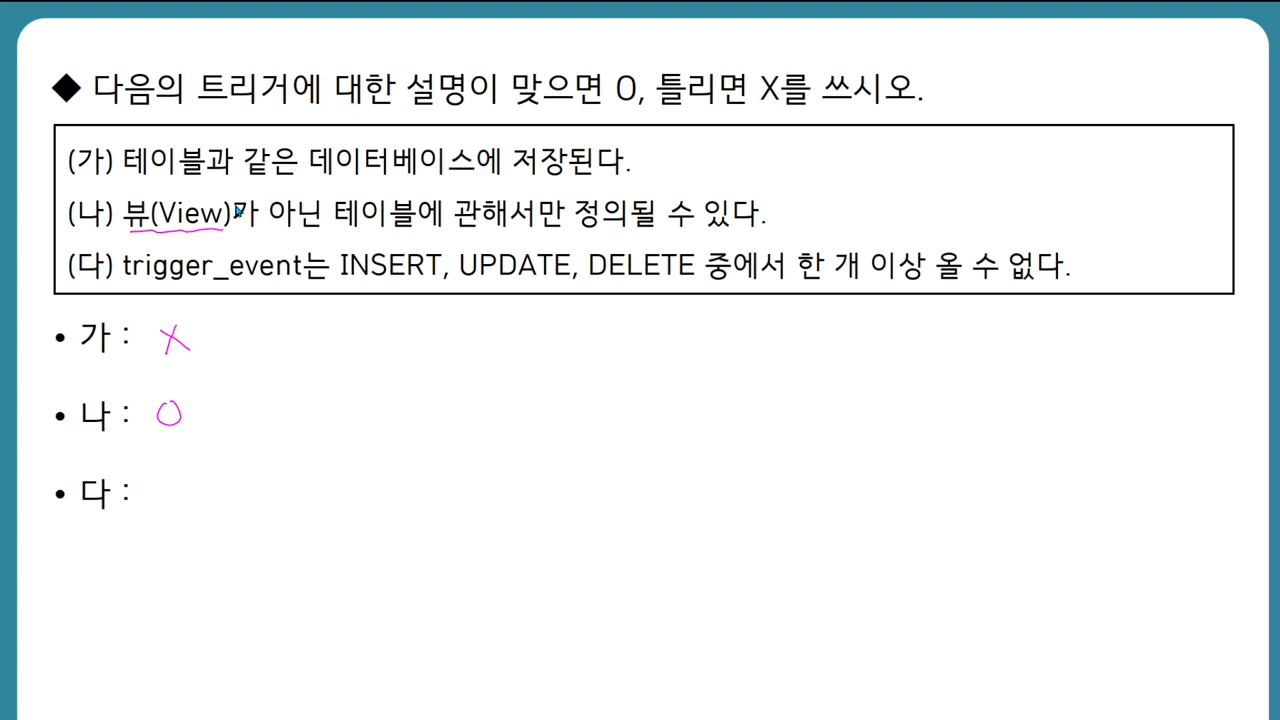 ◆ 다음의 트리거에 대한 설명이 맞으면 O, 틀리면 X를 쓰시오.
(가) 테이블과 같은 데이터베이스에 저장된다.
(나) 뷰(View)가 아닌 테이블에 관해서만 정의될 수 있다.
(다) trigger_event는 INSERT, UPDATE, DELETE 중에서 한 개 이상 올 수 없다.
• 가 : X
• 나 : O
• 다 :